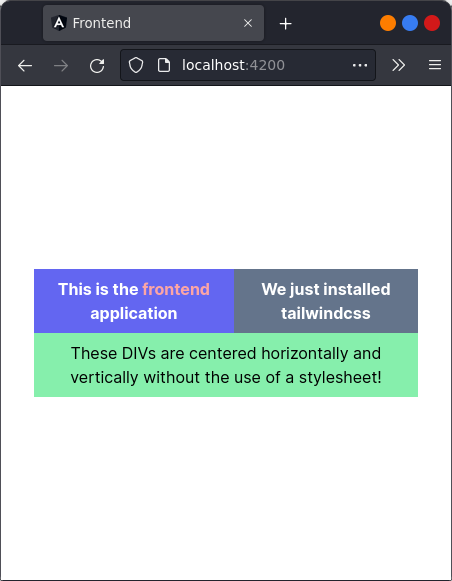 Frontend
localhost:4200
This is the frontend
application
We just installed
tailwindcss
These DIVs are centered horizontally and
vertically without the use of a stylesheet!